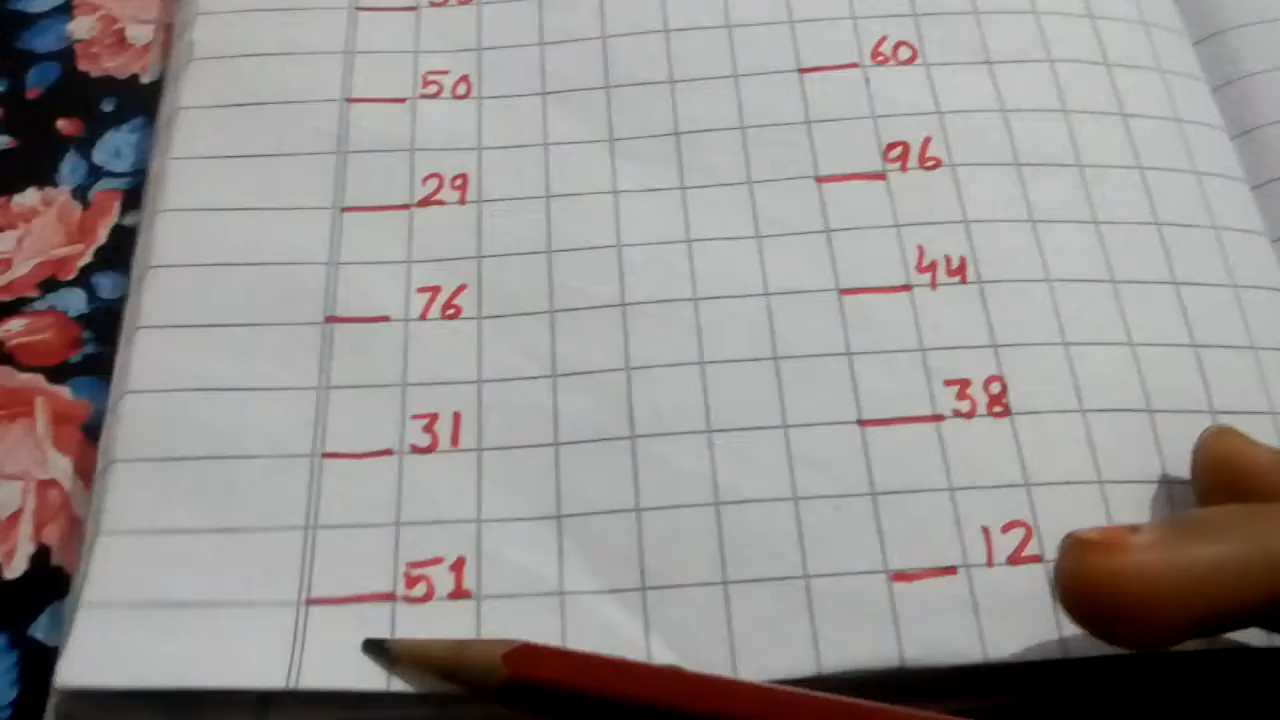 __ 50 __ 60
__ 29 __ 96
__ 76 __ 44
__ 31 __ 38
__ 51 __ 12